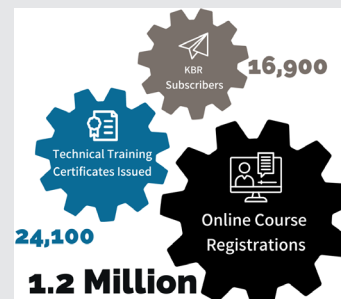 KBR
Subscribers
16,900
Technical Training
Certificates Issued
24,100
Online Course
Registrations
1.2 Million